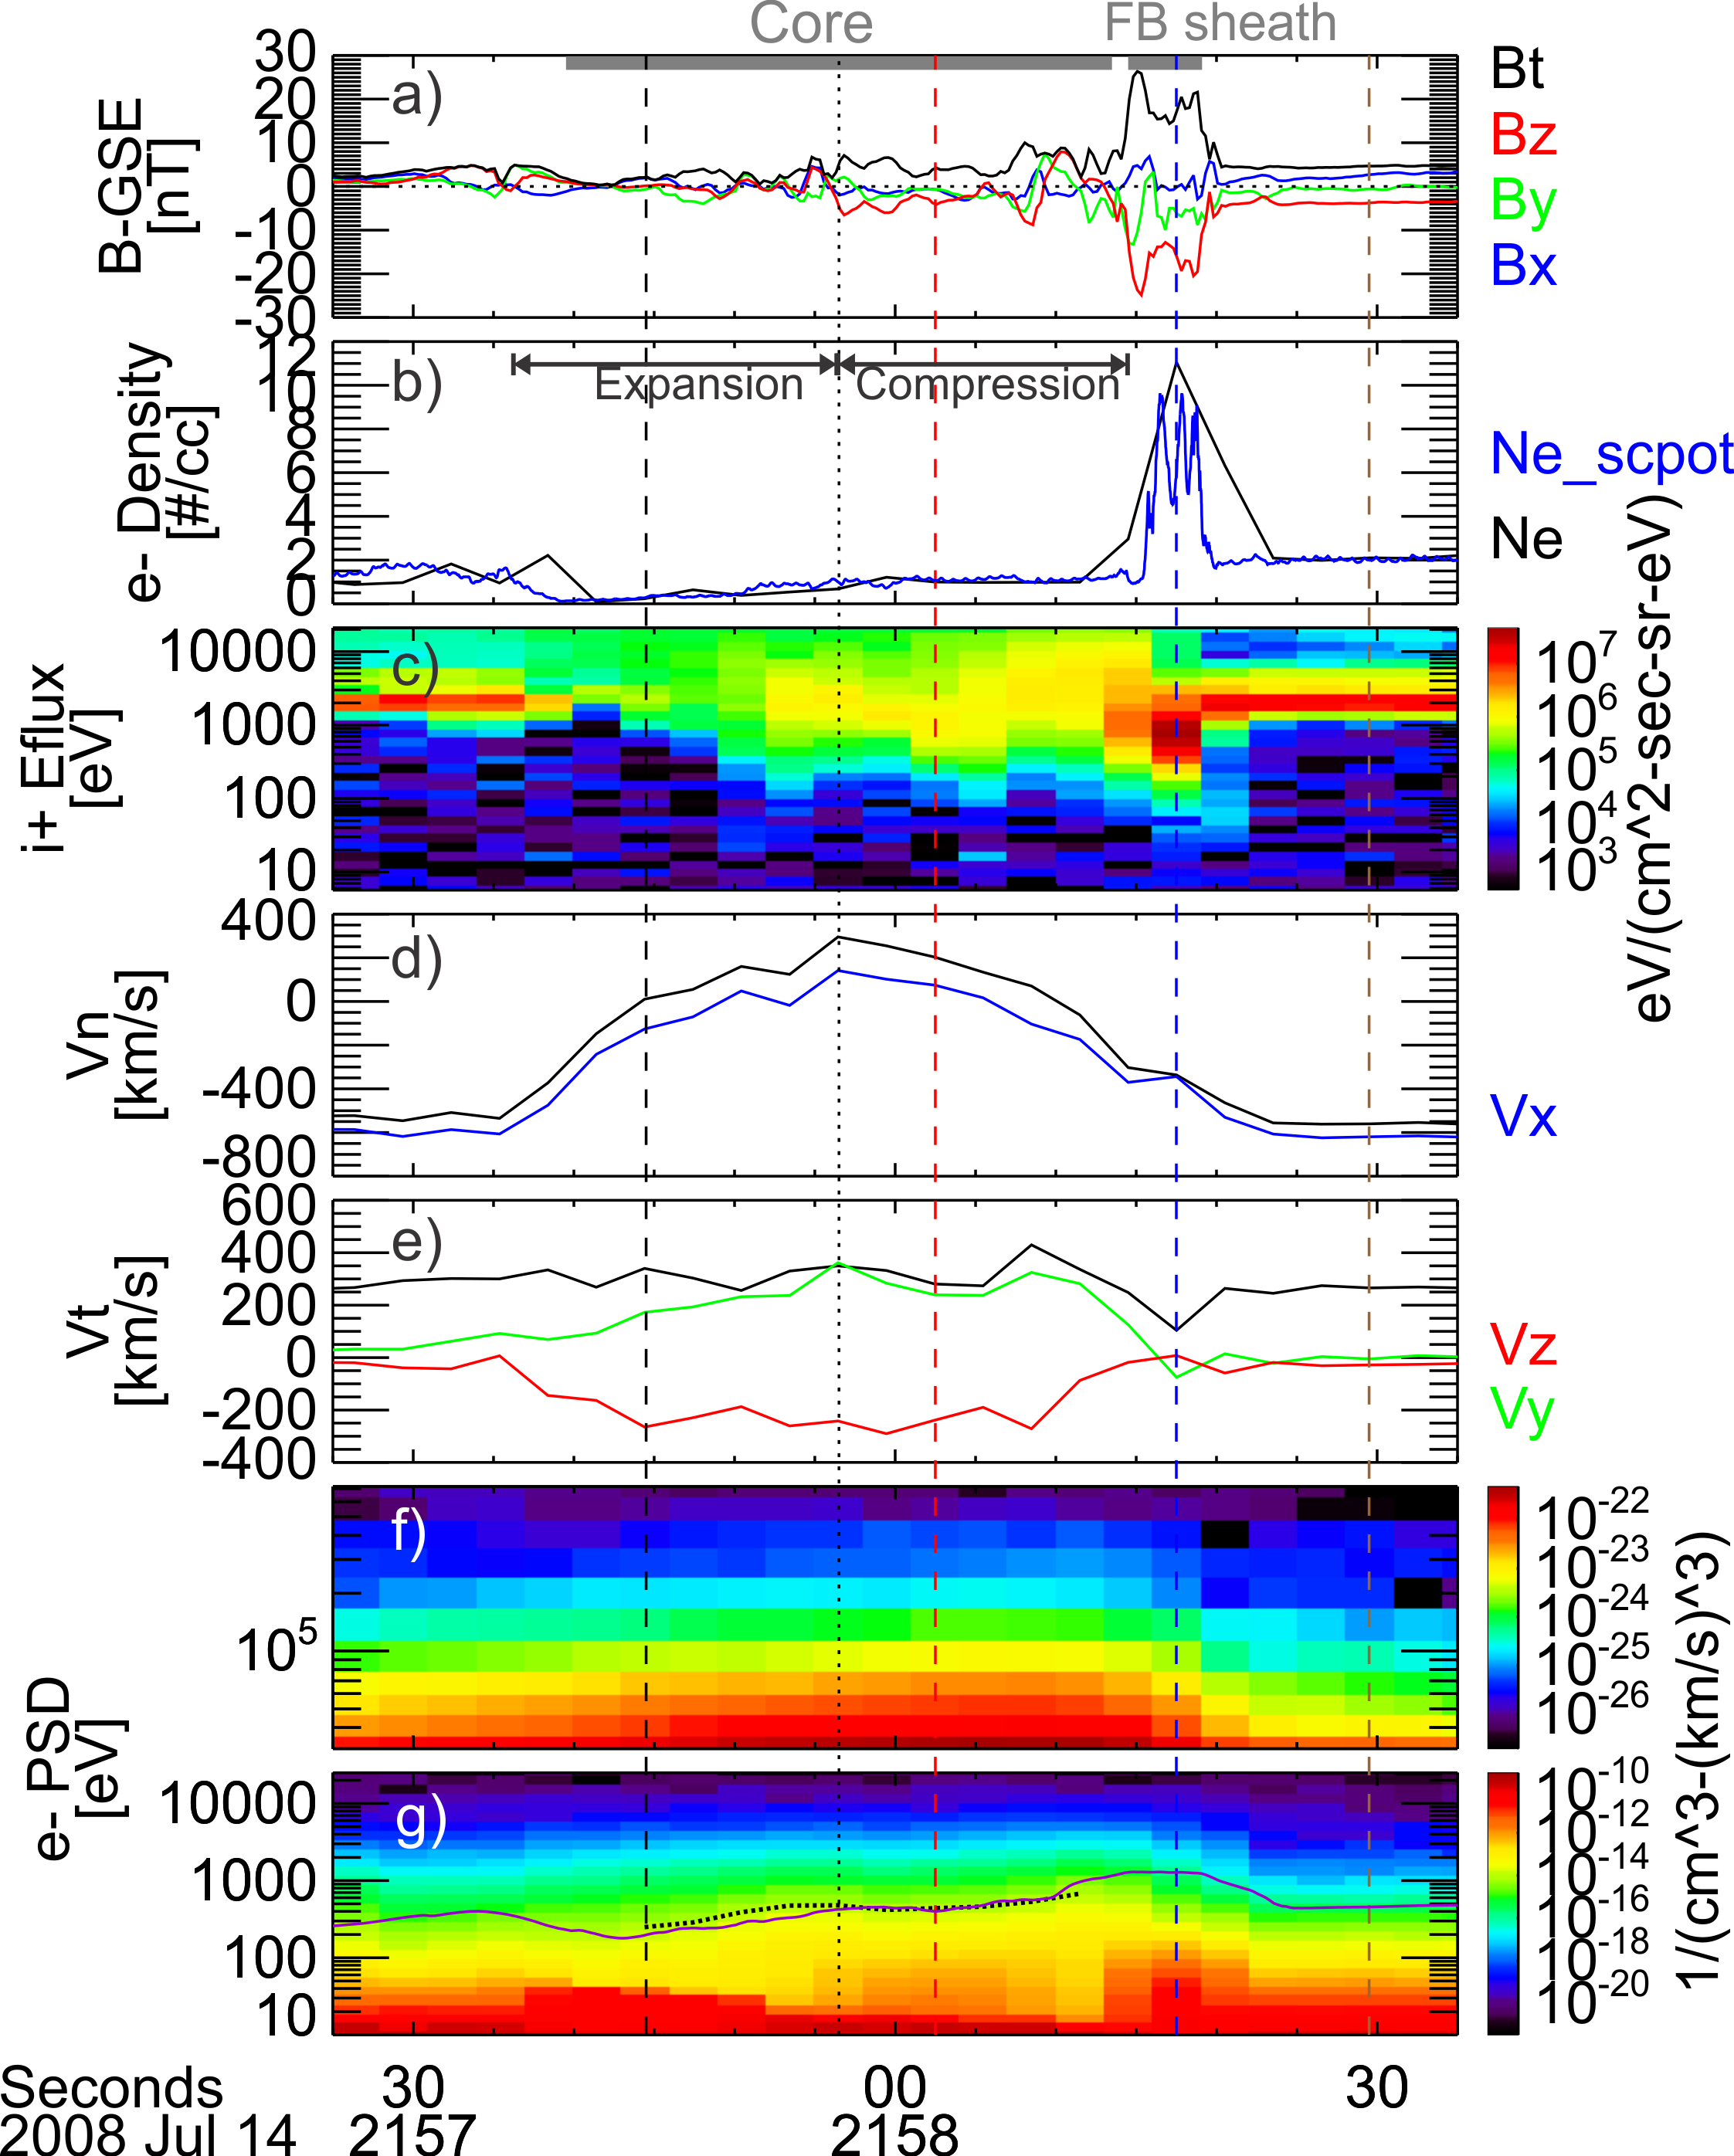 Core FB sheath
a)
B-GSE
[nT]
30
20
10
0
-10
-20
-30
Bt
Bz
By
Bx
b)
Expansion Compression
e- Density
[#/cc]
12
10
8
6
4
2
0
Ne_scpot
Ne
c)
i+ Eflux
[eV]
10000
1000
100
10
10^7
10^6
10^5
10^4
10^3
eV/(cm^2-sec-sr-eV)
d)
Vn
[km/s]
400
0
-400
-800
Vx
e)
Vt
[km/s]
600
400
200
0
-200
-400
Vz
Vy
f)
10^5
10^-22
10^-23
10^-24
10^-25
10^-26
e- PSD
[eV]
g)
10000
1000
100
10
10^-10
10^-12
10^-14
10^-16
10^-18
10^-20
1/(cm^3-(km/s)^3)
Seconds 30 00 30
2008 Jul 14 2157 2158